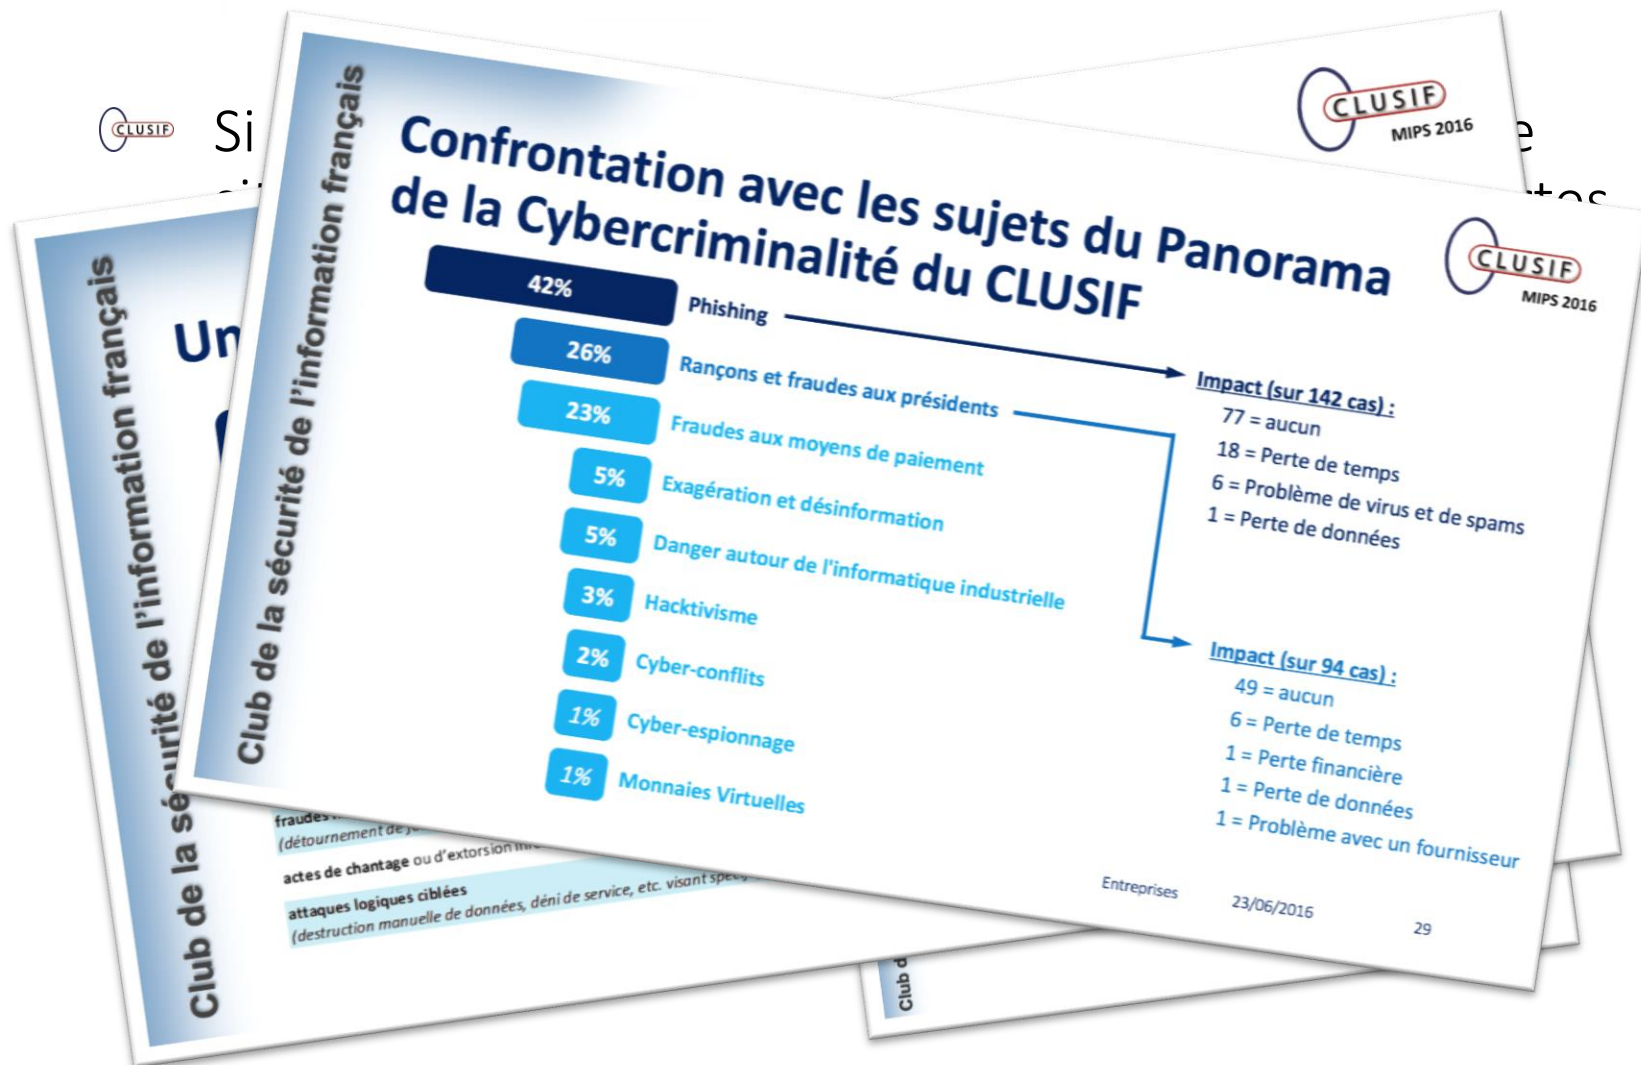 CLUSIF
Si
e
Club de la sécurité de l'information français
Confrontation avec les sujets du Panorama
de la Cybercriminalité du CLUSIF
CLUSIF
MIPS 2016
CLUSIF
MIPS 2016
42%
Phishing
26%
Rançons et fraudes aux présidents
23%
Fraudes aux moyens de paiement
5%
Exagération et désinformation
5%
Danger autour de l'informatique industrielle
3%
Hacktivisme
2%
Cyber-conflits
1%
Cyber-espionnage
1%
Monnaies Virtuelles
Impact (sur 142 cas) :
77 = aucun
18 = Perte de temps
6 = Problème de virus et de spams
1 = Perte de données
Impact (sur 94 cas) :
49 = aucun
6 = Perte de temps
1 = Perte financière
1 = Perte de données
1 = Problème avec un fournisseur
Entreprises
23/06/2016
29
Club de la sécurité de l'information français
Un
fraudes
(détournement de
actes de chantage ou d'extorsion
attaques logiques ciblées
(destruction manuelle de données, déni de service, etc. visant
Club d